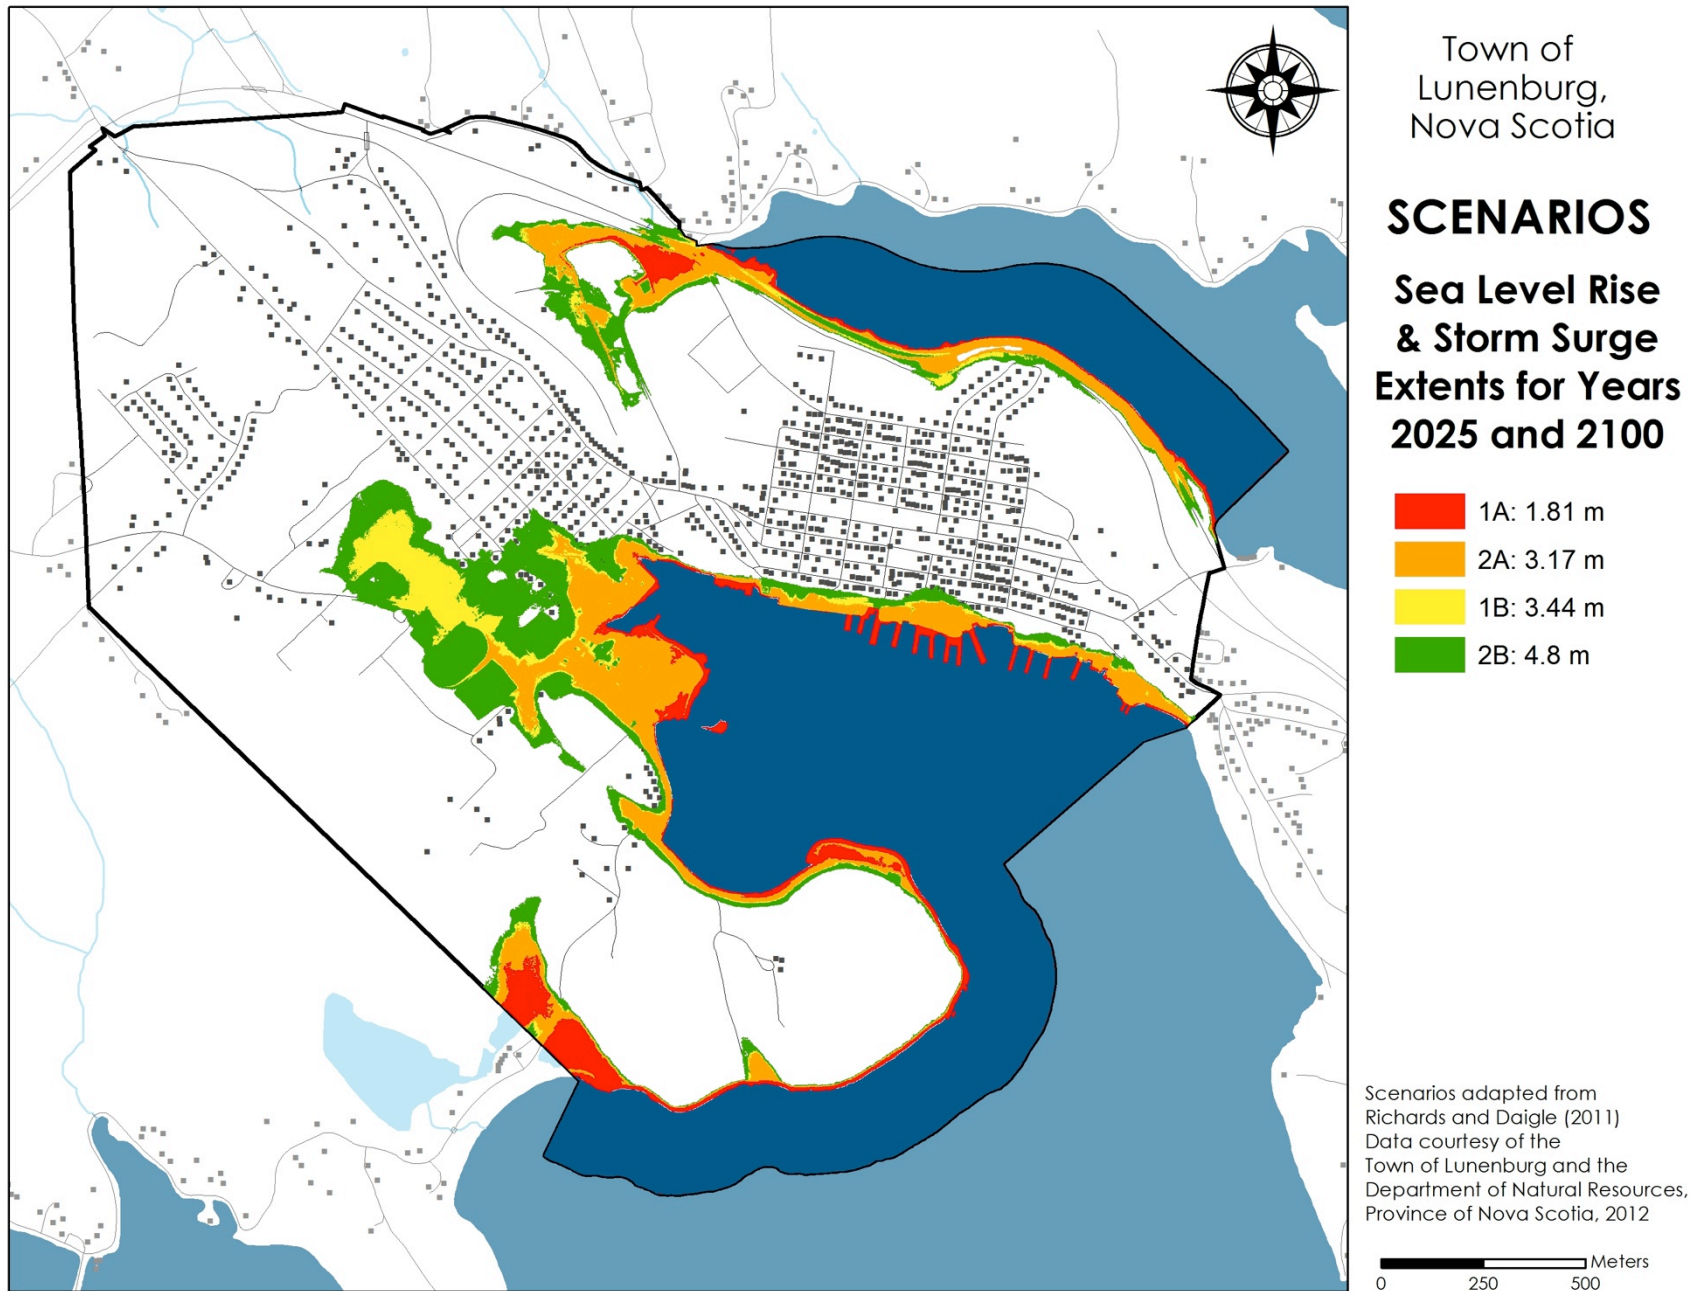 Town of
Lunenburg,
Nova Scotia
SCENARIOS
Sea Level Rise
& Storm Surge
Extents for Years
2025 and 2100
1A: 1.81 m
2A: 3.17 m
1B: 3.44 m
2B: 4.8 m
Scenarios adapted from
Richards and Daigle (2011)
Data courtesy of the
Town of Lunenburg and the
Department of Natural Resources,
Province of Nova Scotia, 2012
Meters
0 250 500